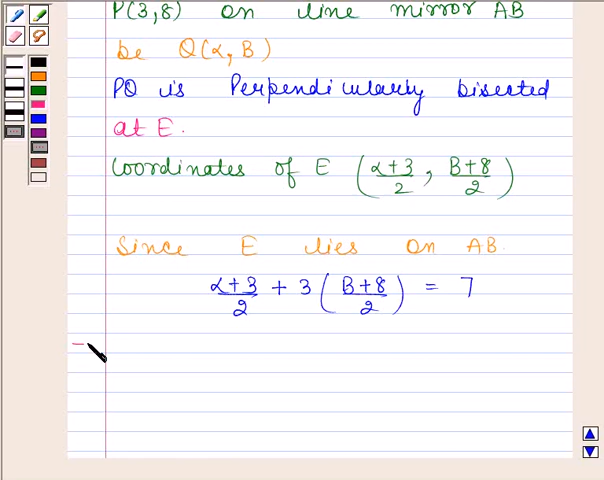 P(3,8) on line mirror AB
be Q(α, B)
PQ is Perpendicularly bisected
at E.
Coordinates of E (α+3/2, B+8/2)
Since E lies on AB.
α+3/2 + 3 (B+8/2) = 7